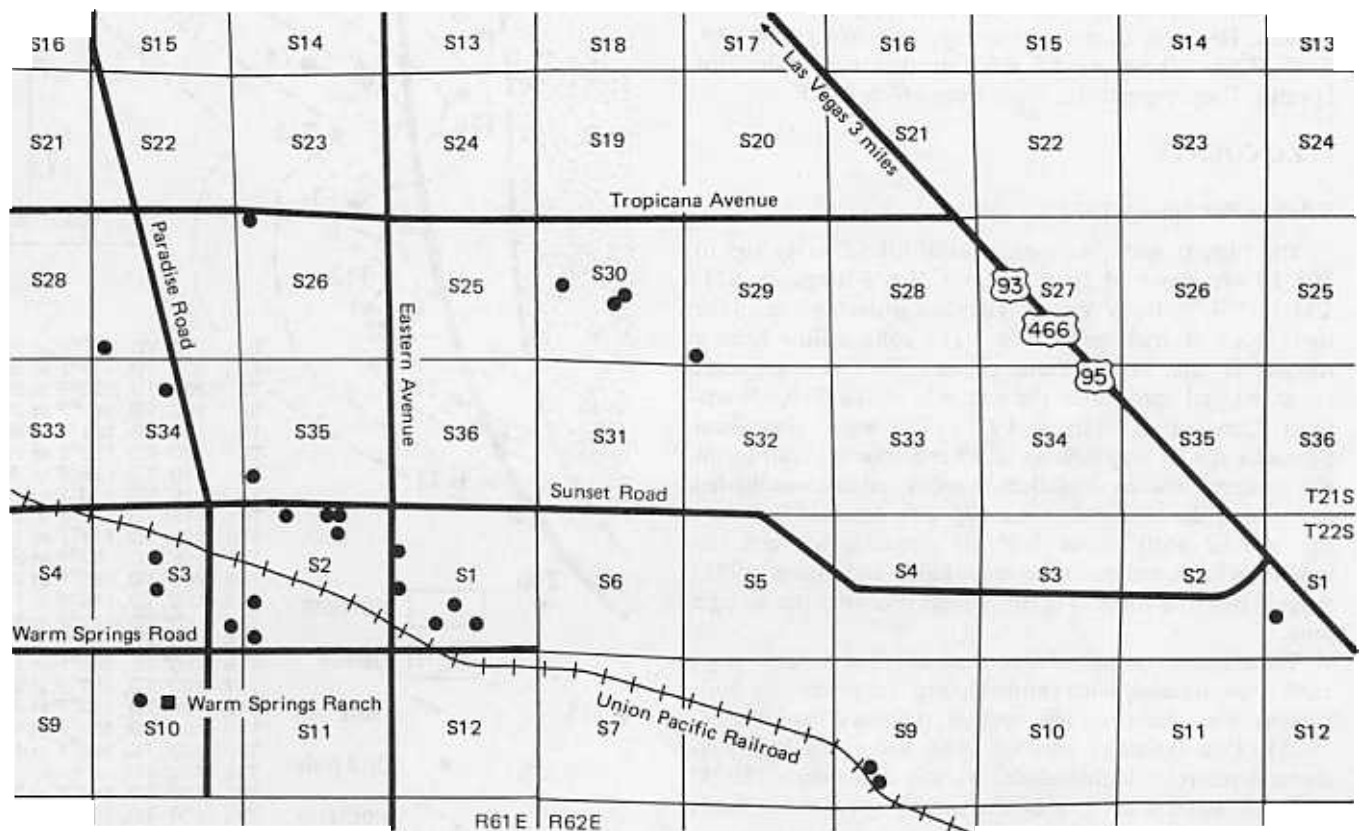 S16 S15 S14 S13 S18 S17 S16 S15 S14 S13
Las Vegas 3 miles
S21 S22 S23 S24 S19 S20 S21 S22 S23 S24
Tropicana Avenue
Paradise Road
S28 S26 S25 S30 S29 S28 S27 S26 S25
93
466
95
Eastern Avenue
S33 S34 S35 S36 S31 S32 S33 S34 S35 S36
Sunset Road
T21S
T22S
S4 S3 S2 S1 S6 S5 S4 S3 S2 S1
Warm Springs Road
Warm Springs Ranch
Union Pacific Railroad
S9 S10 S11 S12 S7 S9 S10 S11 S12
R61E R62E